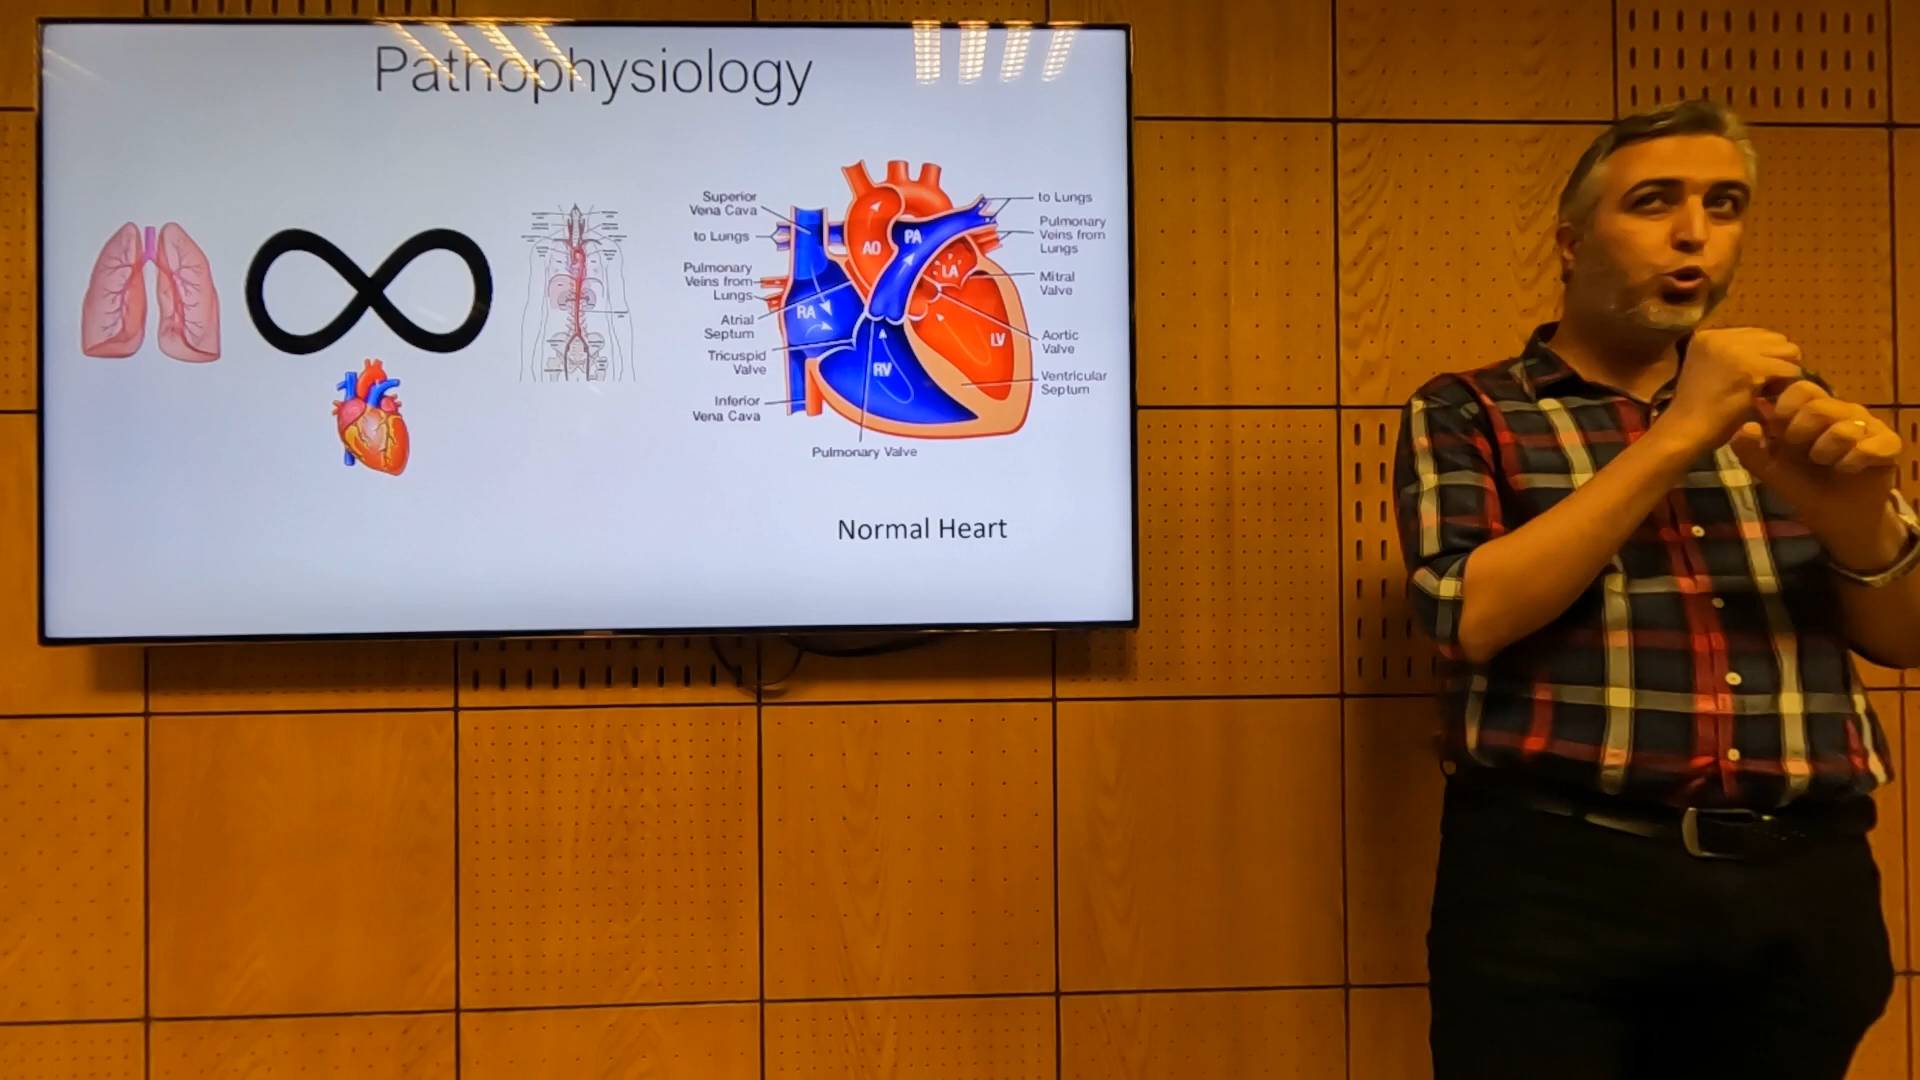 Pathophysiology
Superior
Vena Cava
to Lungs
Pulmonary
Veins from
Lungs
Atrial
Septum
Tricuspid
Valve
Inferior
Vena Cava
Pulmonary Valve
AO
PA
LA
RA
LV
RV
to Lungs
Pulmonary
Veins from
Lungs
Mitral
Valve
Aortic
Valve
Ventricular
Septum
Normal Heart